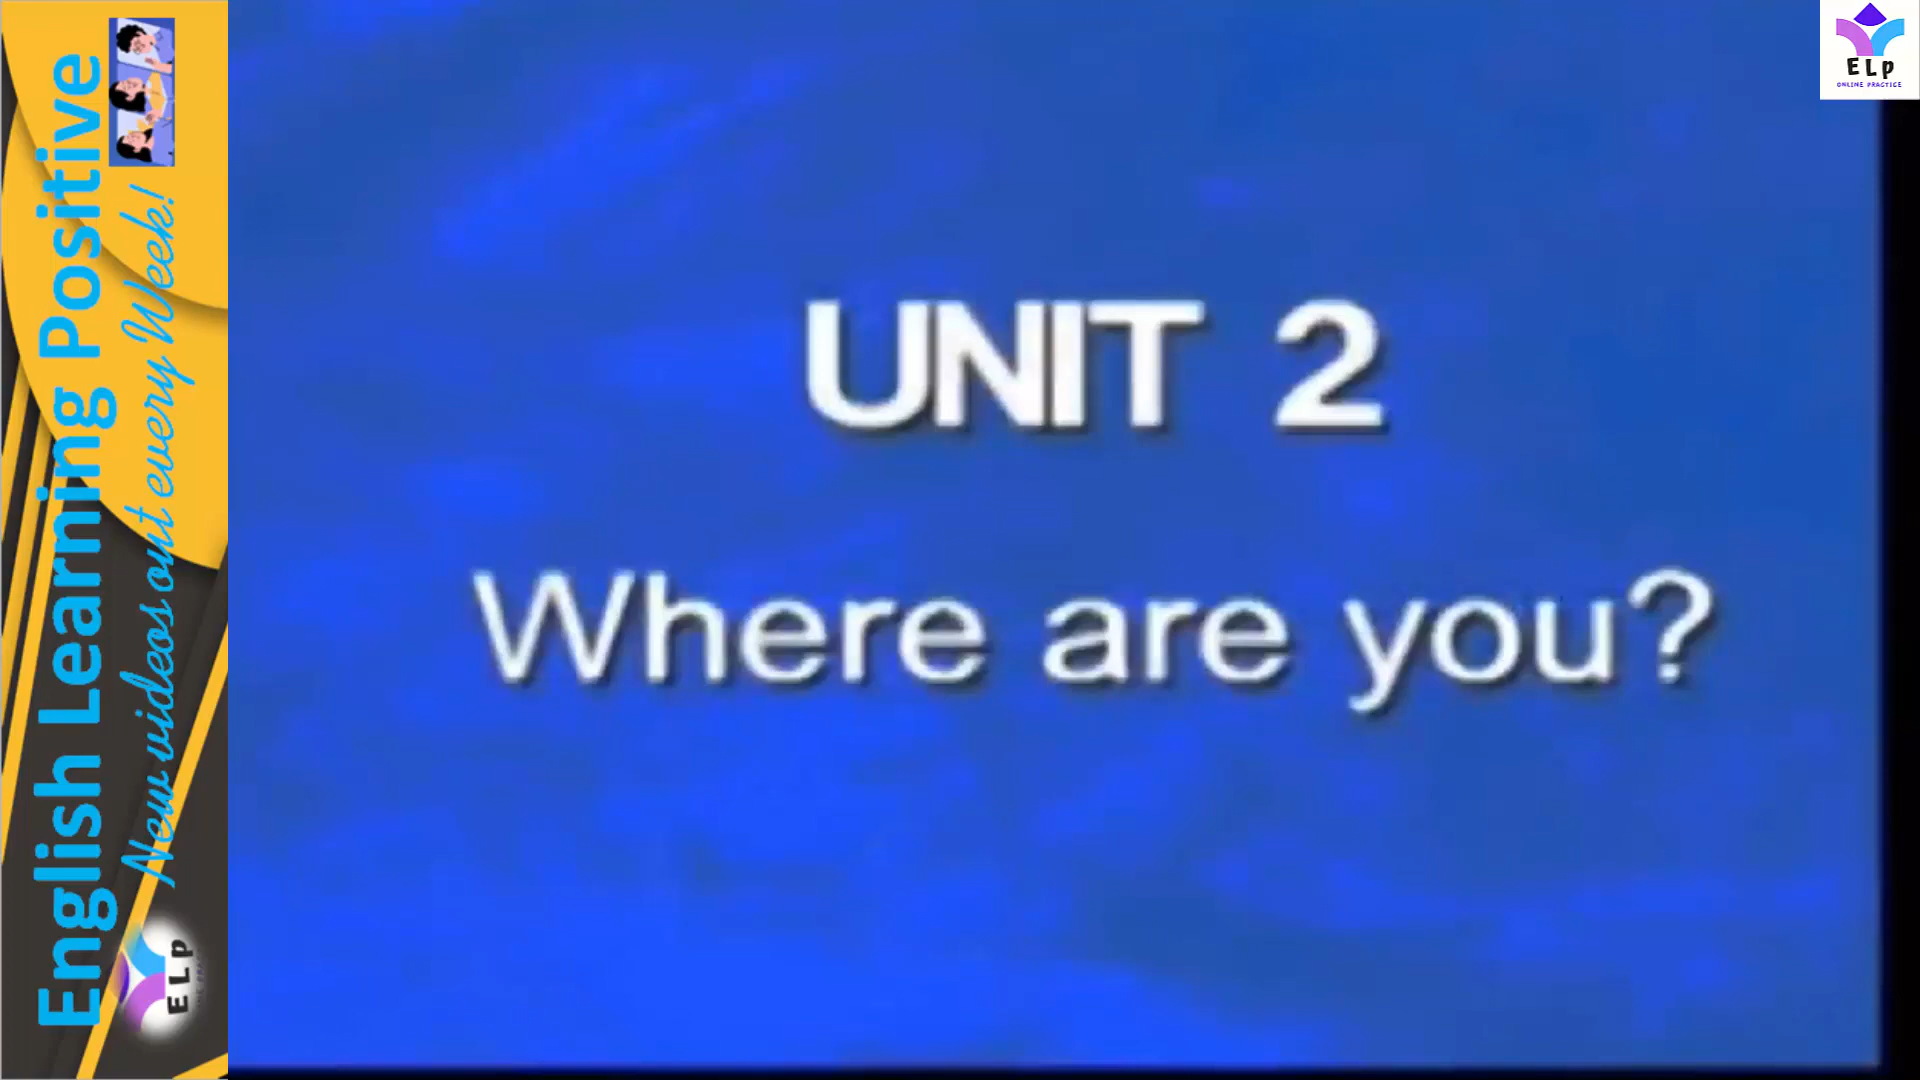 English Learning Positive
New videos out every Week!
ELp
UNIT 2
Where are you?
ELp
ONLINE PRACTICE